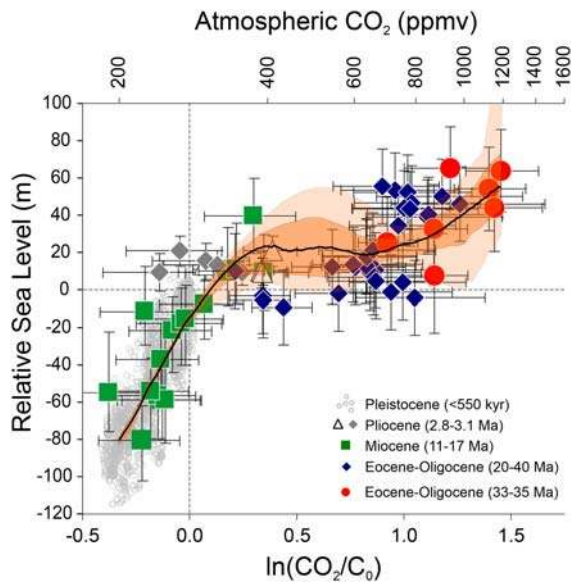 Atmospheric CO₂ (ppmv)
200 400 600 800 1000 1200 1400 1600
Relative Sea Level (m)
100
80
60
40
20
0
-20
-40
-60
-80
-100
-120
Pleistocene (<550 kyr)
Pliocene (2.8-3.1 Ma)
Miocene (11-17 Ma)
Eocene-Oligocene (20-40 Ma)
Eocene-Oligocene (33-35 Ma)
-0.5 0.0 0.5 1.0 1.5
ln(CO₂/C₀)